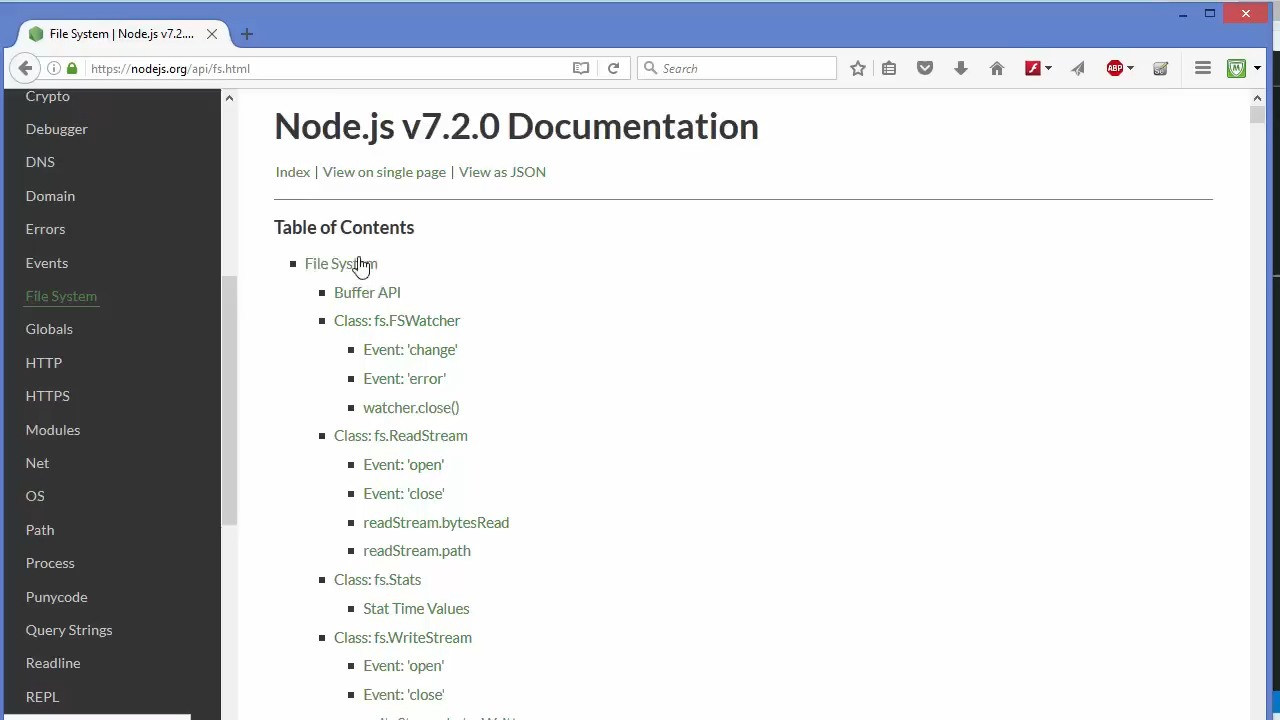 File System | Node.js v7.2....
https://nodejs.org/api/fs.html
Search
ABP
Crypto
Debugger
DNS
Domain
Errors
Events
File System
Globals
HTTP
HTTPS
Modules
Net
OS
Path
Process
Punycode
Query Strings
Readline
REPL
Node.js v7.2.0 Documentation
Index | View on single page | View as JSON
Table of Contents
File System
Buffer API
Class: fs.FSWatcher
Event: 'change'
Event: 'error'
watcher.close()
Class: fs.ReadStream
Event: 'open'
Event: 'close'
readStream.bytesRead
readStream.path
Class: fs.Stats
Stat Time Values
Class: fs.WriteStream
Event: 'open'
Event: 'close'